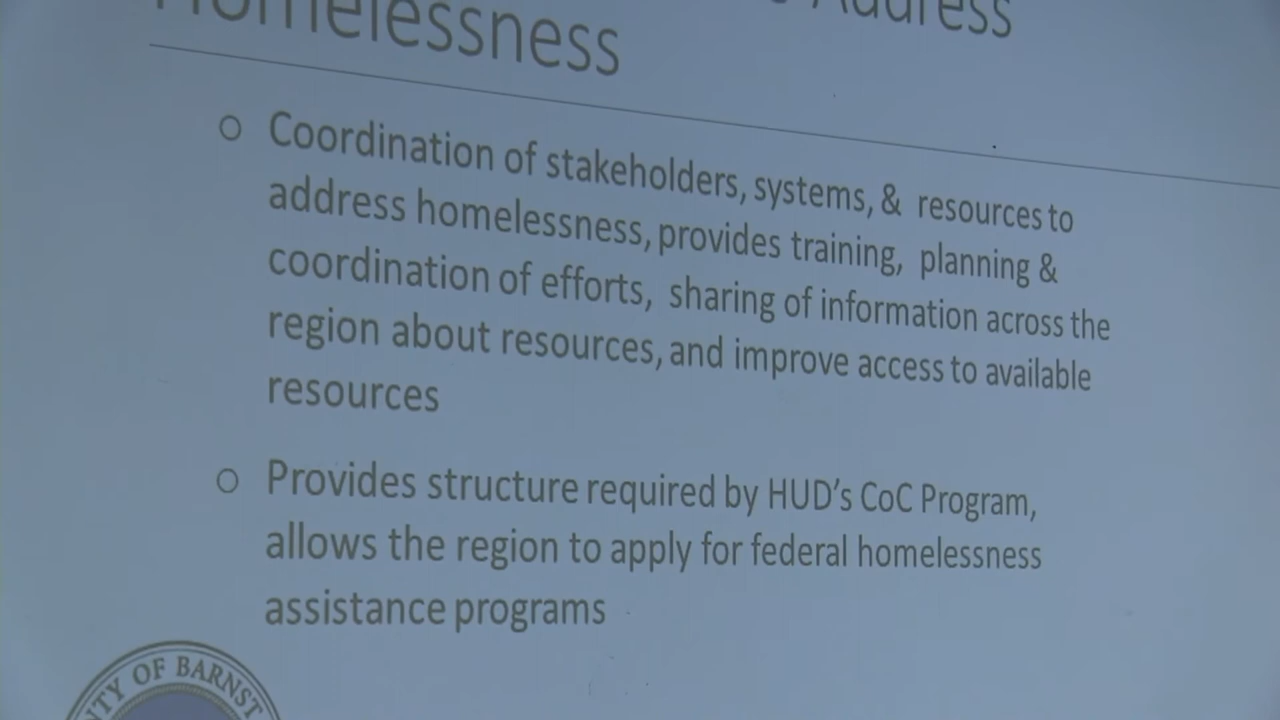 Address
Homelessness
o Coordination of stakeholders, systems, & resources to
address homelessness, provides training, planning &
coordination of efforts, sharing of information across the
region about resources, and improve access to available
resources
o Provides structure required by HUD's CoC Program,
allows the region to apply for federal homelessness
assistance programs
NTY OF BARNST